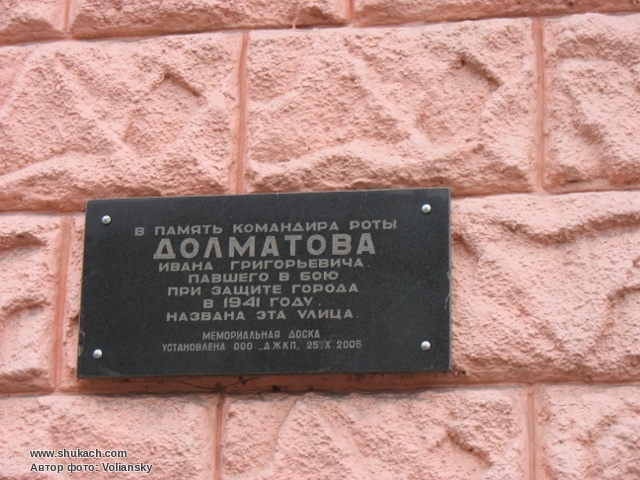 В ПАМЯТЬ КОМАНДИРА РОТЫ
ДОЛМАТОВА
ИВАНА ГРИГОРЬЕВИЧА.
ПАВШЕГО В БОЮ
ПРИ ЗАЩИТЕ ГОРОДА
В 1941 ГОДУ.
НАЗВАНА ЭТА УЛИЦА.
МЕМОРИАЛЬНАЯ ДОСКА
УСТАНОВЛЕНА ООО „ДЖКП„ 25.X.2005
www.shukach.com
Автор фото: Voliansky